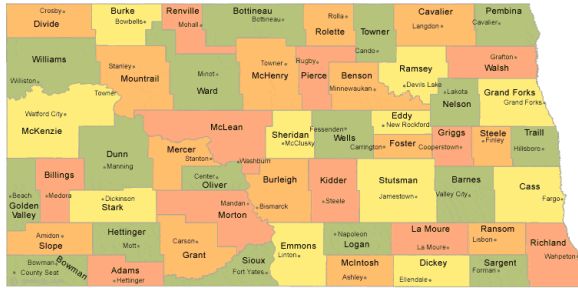 Crosby
Divide
Burke
Bowbells
Renville
Mohall
Bottineau
Bottineau
Rolla
Rolette
Towner
Cando
Cavalier
Langdon
Pembina
Cavalier
Williams
Williston
Stanley
Mountrail
Minot
Ward
Towner
McHenry
Rugby
Pierce
Benson
Minnewaukan
Ramsey
Devils Lake
Grafton
Walsh
Towner
Watford City
McKenzie
McLean
Sheridan
McClusky
Fessenden
Wells
Eddy
New Rockford
Carrington
Foster
Lakota
Nelson
Grand Forks
Grand Forks
Griggs
Cooperstown
Steele
Finley
Traill
Hillsboro
Dunn
Manning
Mercer
Stanton
Washburn
Center
Oliver
Billings
Medora
Beach
Golden
Valley
Dickinson
Stark
Mandan
Morton
Burleigh
Bismarck
Kidder
Steele
Stutsman
Jamestown
Barnes
Valley City
Cass
Fargo
Amidon
Slope
Hettinger
Mott
Carson
Grant
Sioux
Fort Yates
Emmons
Linton
Napoleon
Logan
La Moure
La Moure
Ransom
Lisbon
Richland
Wahpeton
Bowman
Bowman
County Seat
Adams
Hettinger
McIntosh
Ashley
Dickey
Ellendale
Sargent
Forman